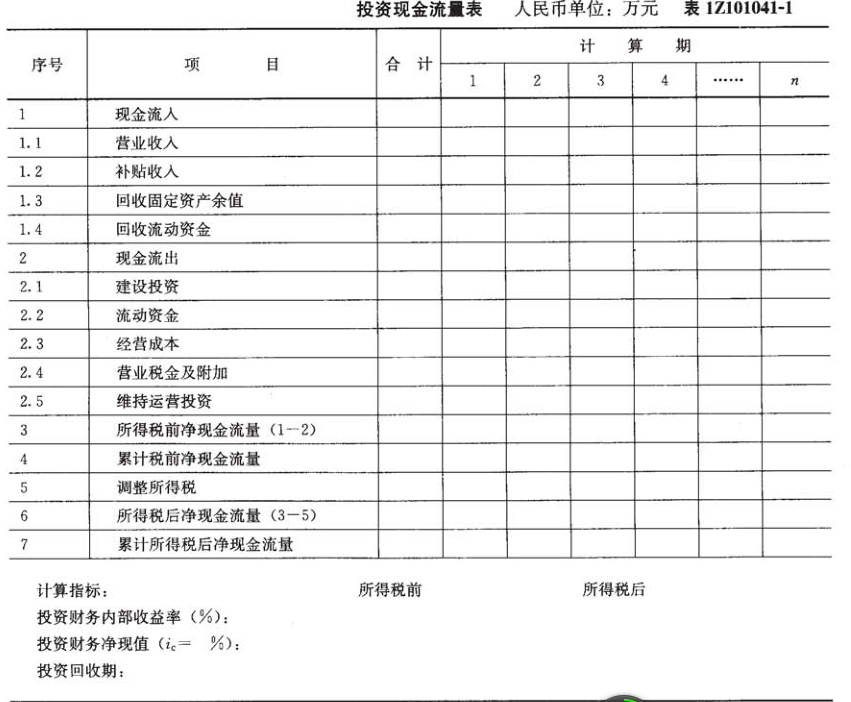 投资现金流量表 人民币单位：万元 表 1Z101041-1
序号 项 目 合 计 计 算 期
1 2 3 4 …… n
1 现金流入
1.1 营业收入
1.2 补贴收入
1.3 回收固定资产余值
1.4 回收流动资金
2 现金流出
2.1 建设投资
2.2 流动资金
2.3 经营成本
2.4 营业税金及附加
2.5 维持运营投资
3 所得税前净现金流量（1－2）
4 累计税前净现金流量
5 调整所得税
6 所得税后净现金流量（3－5）
7 累计所得税后净现金流量
计算指标： 所得税前 所得税后
投资财务内部收益率（％）：
投资财务净现值（ic＝ ％）：
投资回收期：